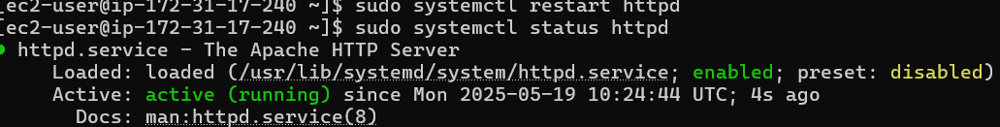 [ec2-user@ip-172-31-17-240 ~]$ sudo systemctl restart httpd
[ec2-user@ip-172-31-17-240 ~]$ sudo systemctl status httpd
● httpd.service - The Apache HTTP Server
Loaded: loaded (/usr/lib/systemd/system/httpd.service; enabled; preset: disabled)
Active: active (running) since Mon 2025-05-19 10:24:44 UTC; 4s ago
Docs: man:httpd.service(8)